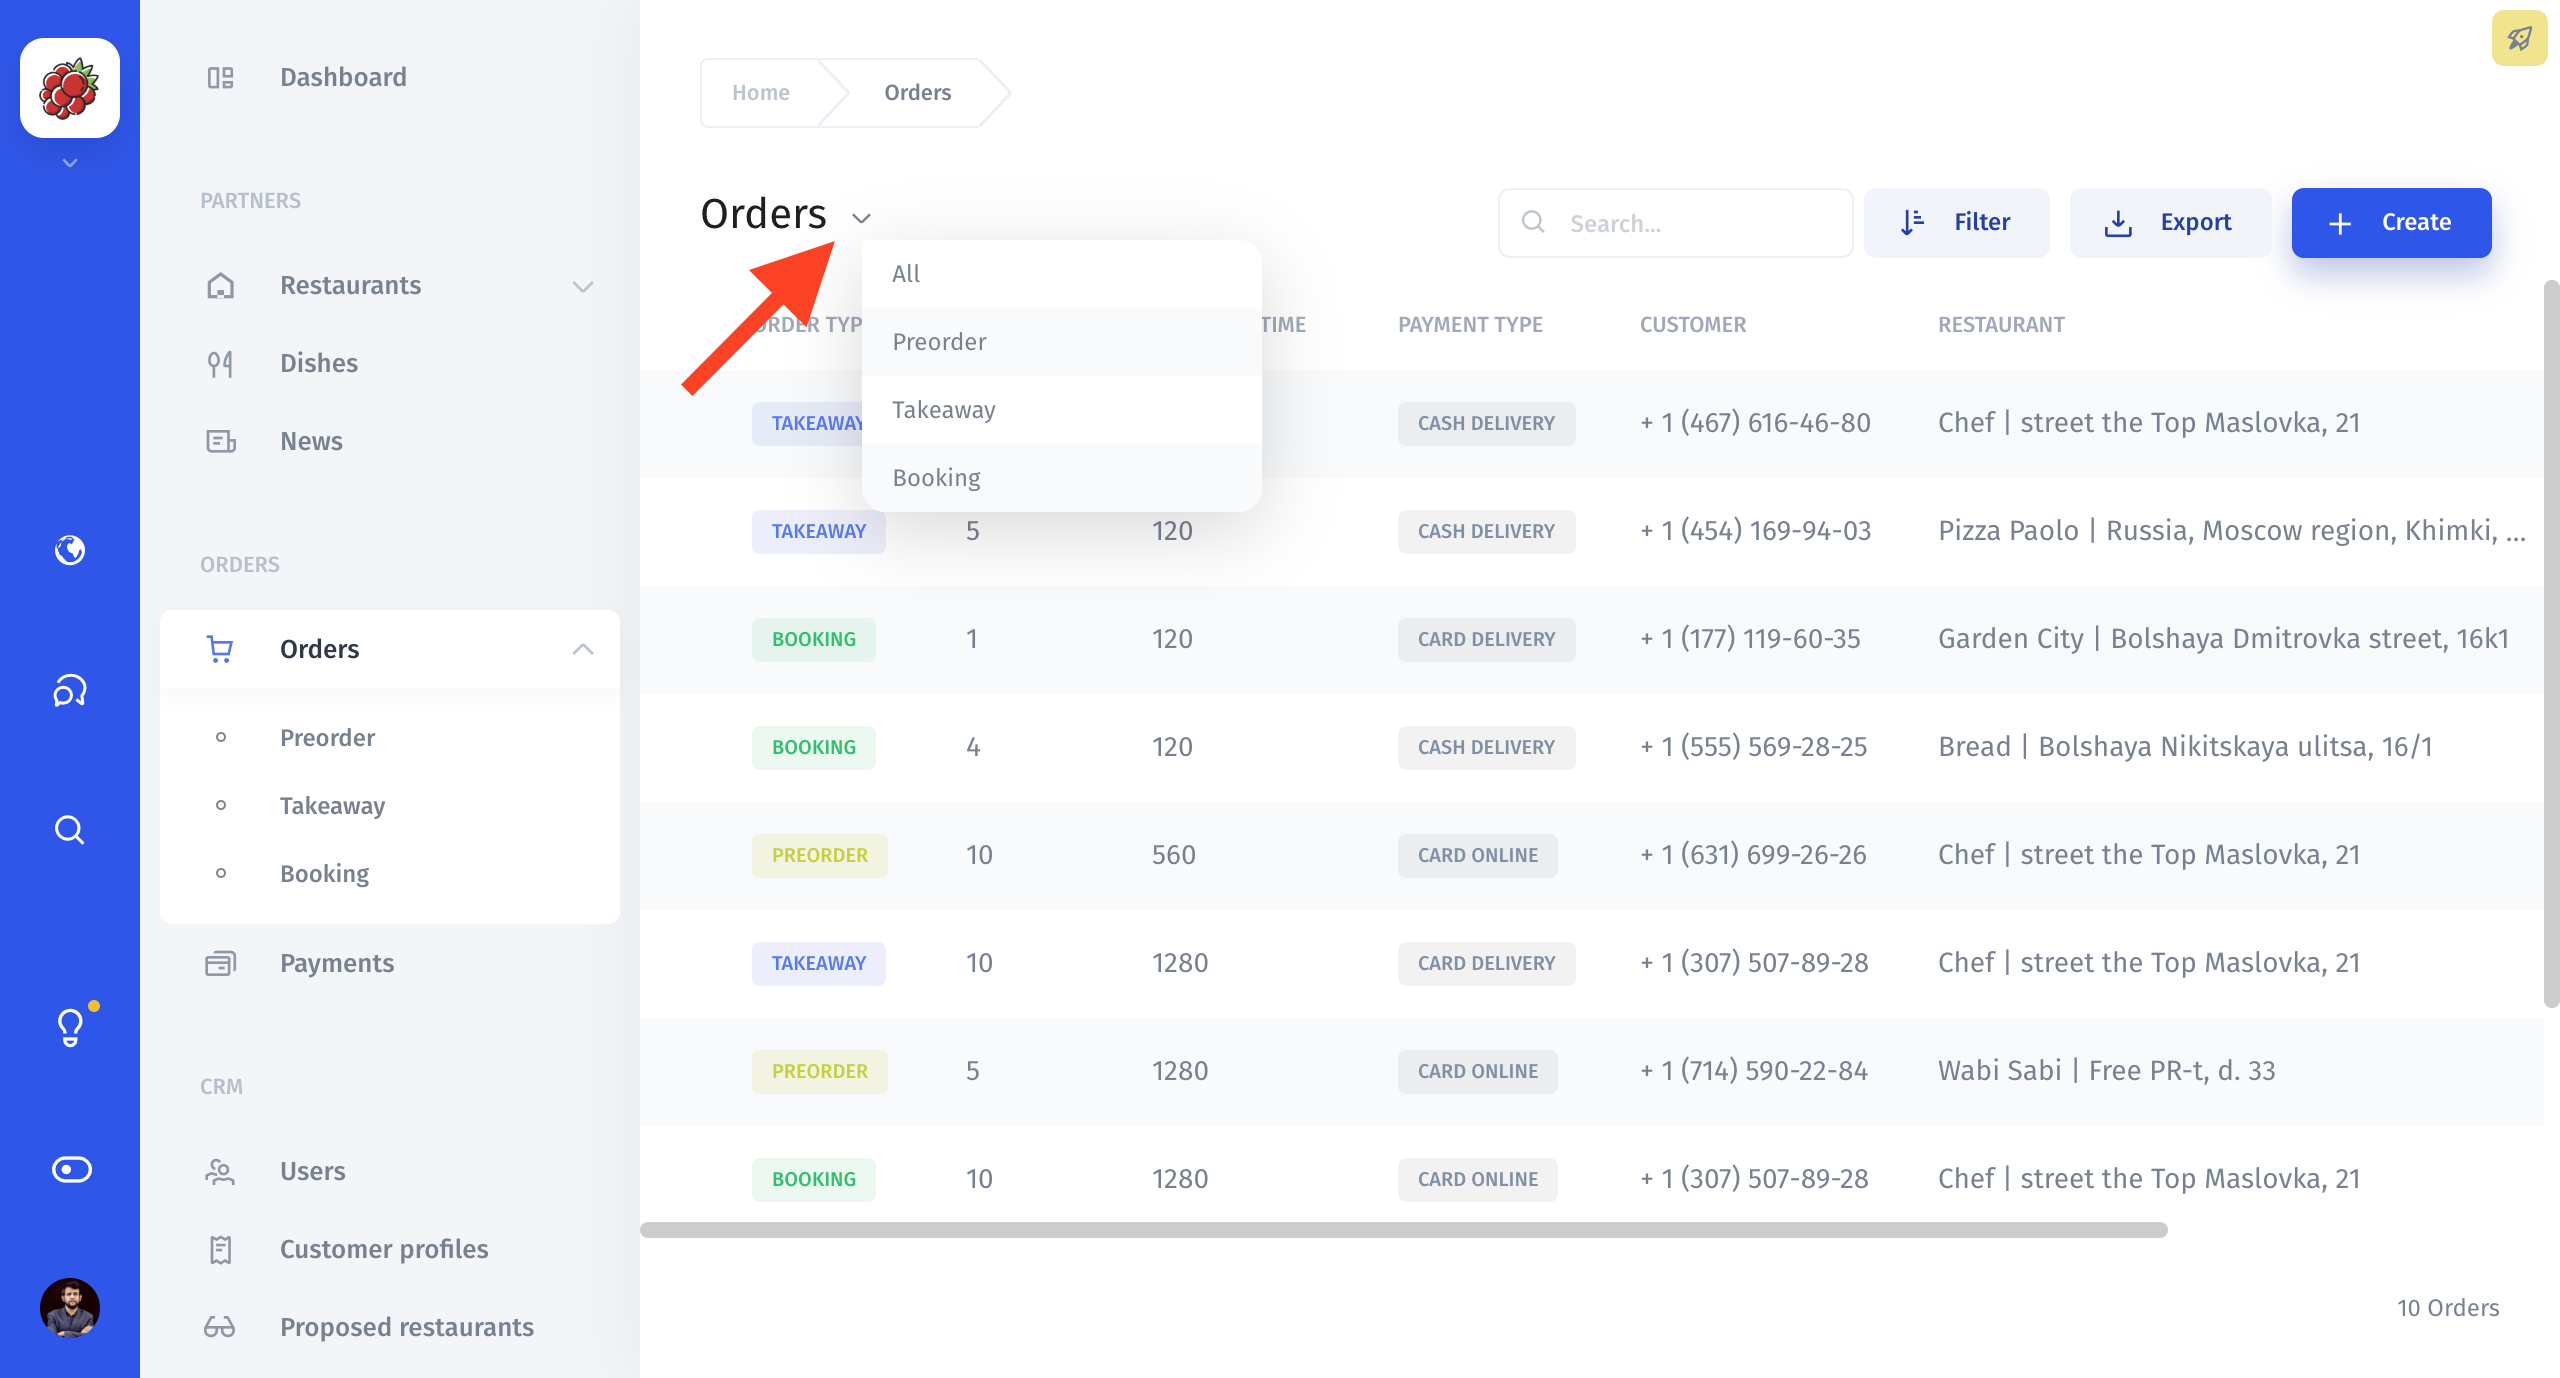 Dashboard
PARTNERS
Restaurants
Dishes
News
ORDERS
Orders
Preorder
Takeaway
Booking
Payments
CRM
Users
Customer profiles
Proposed restaurants
Home
Orders
Orders
Search...
Filter
Export
Create
All
Preorder
Takeaway
Booking
ORDER TYP TIME PAYMENT TYPE CUSTOMER RESTAURANT
TAKEAWAY CASH DELIVERY + 1 (467) 616-46-80 Chef | street the Top Maslovka, 21
TAKEAWAY 5 120 CASH DELIVERY + 1 (454) 169-94-03 Pizza Paolo | Russia, Moscow region, Khimki, ...
BOOKING 1 120 CARD DELIVERY + 1 (177) 119-60-35 Garden City | Bolshaya Dmitrovka street, 16k1
BOOKING 4 120 CASH DELIVERY + 1 (555) 569-28-25 Bread | Bolshaya Nikitskaya ulitsa, 16/1
PREORDER 10 560 CARD ONLINE + 1 (631) 699-26-26 Chef | street the Top Maslovka, 21
TAKEAWAY 10 1280 CARD DELIVERY + 1 (307) 507-89-28 Chef | street the Top Maslovka, 21
PREORDER 5 1280 CARD ONLINE + 1 (714) 590-22-84 Wabi Sabi | Free PR-t, d. 33
BOOKING 10 1280 CARD ONLINE + 1 (307) 507-89-28 Chef | street the Top Maslovka, 21
10 Orders